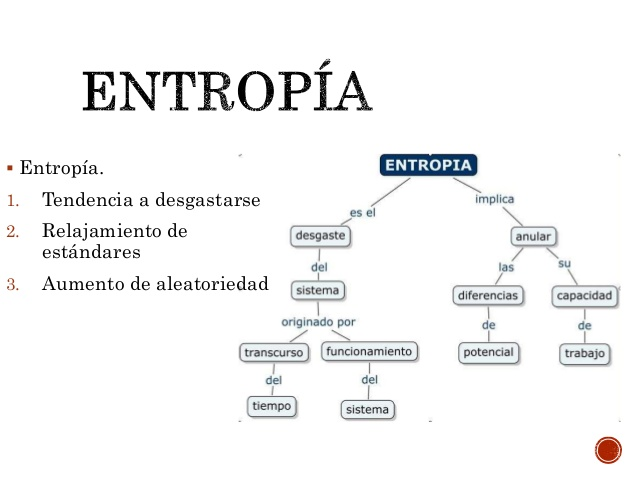 ENTROPÍA
▪ Entropía.
1. Tendencia a desgastarse
2. Relajamiento de
estándares
3. Aumento de aleatoriedad
ENTROPIA
es el
implica
desgaste
anular
del
las
su
sistema
diferencias
capacidad
originado por
de
de
transcurso
funcionamiento
potencial
trabajo
del
del
tiempo
sistema